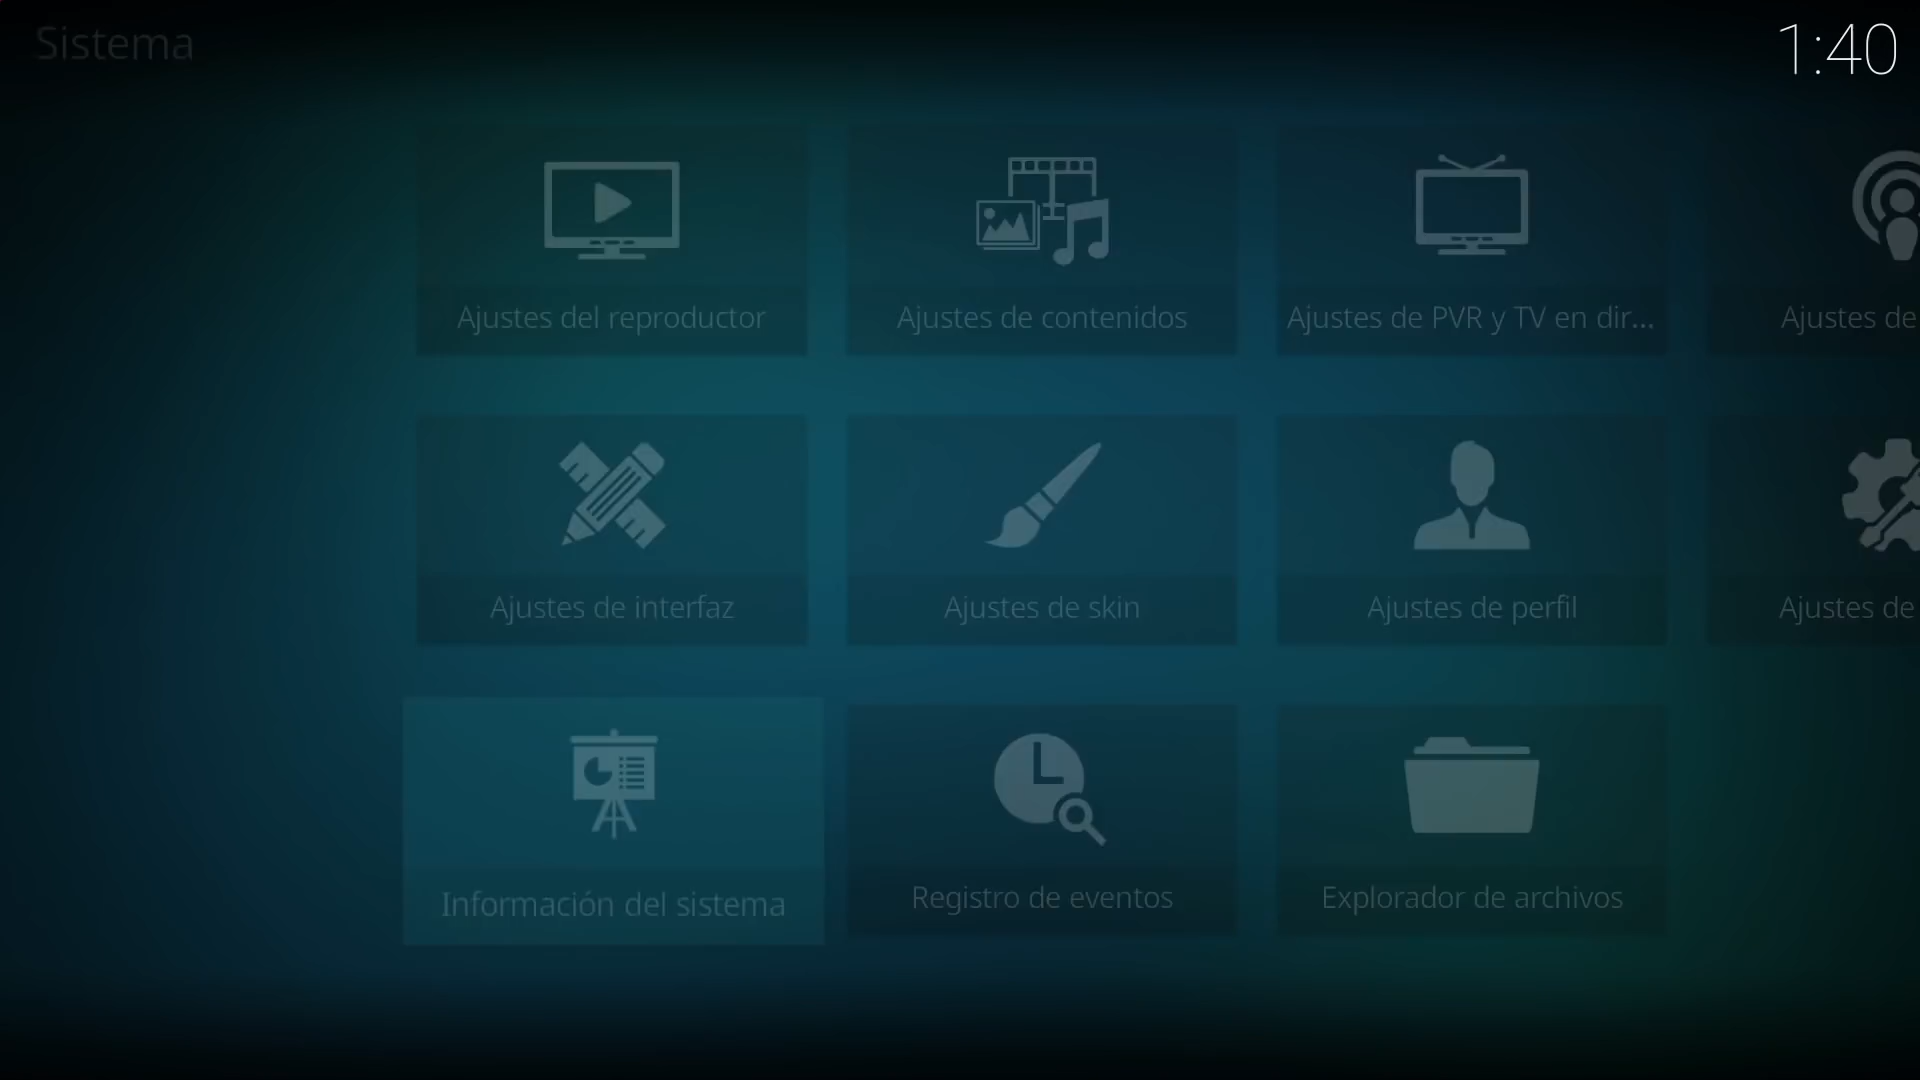 Sistema
1:40
Ajustes del reproductor
Ajustes de contenidos
Ajustes de PVR y TV en dir...
Ajustes de
Ajustes de interfaz
Ajustes de skin
Ajustes de perfil
Ajustes de
Información del sistema
Registro de eventos
Explorador de archivos